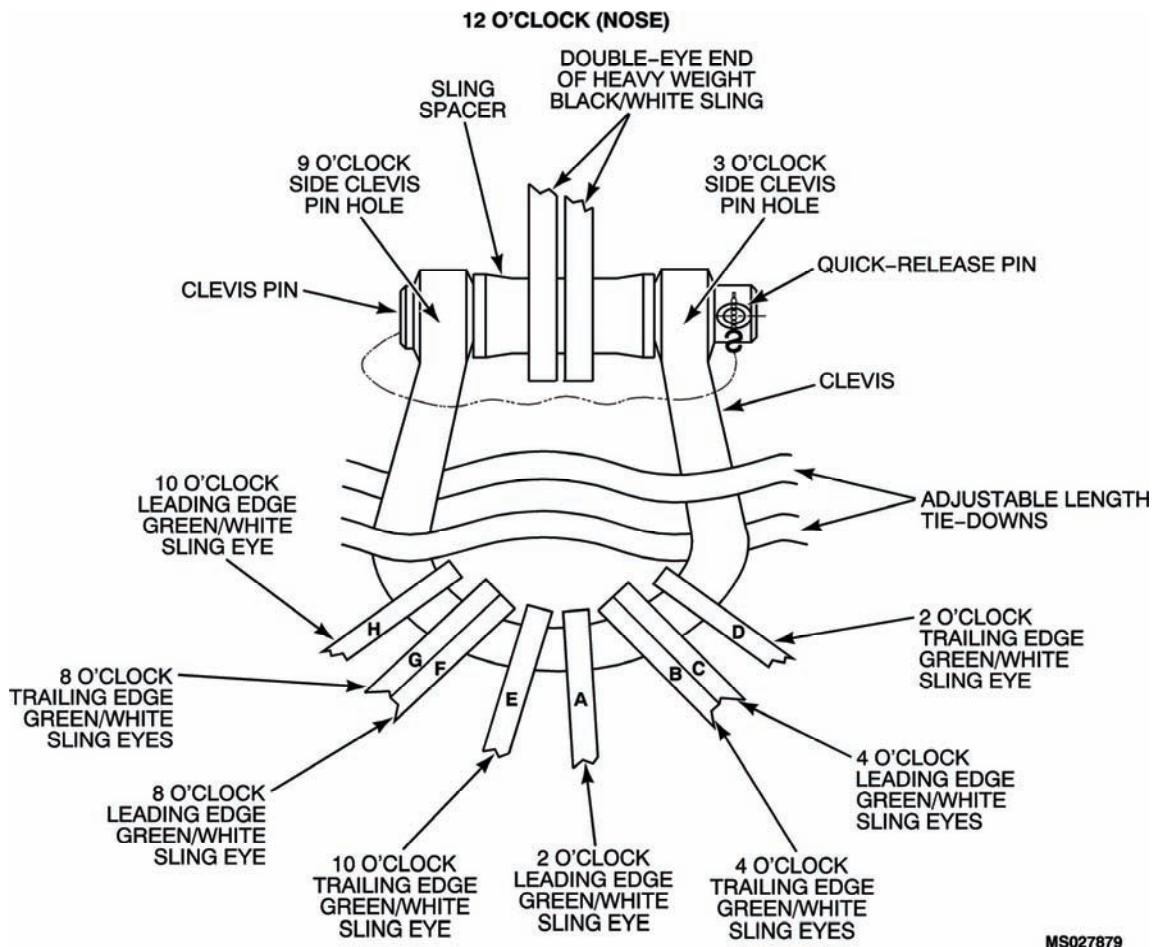 12 O'CLOCK (NOSE)
DOUBLE–EYE END
OF HEAVY WEIGHT
BLACK/WHITE SLING
SLING
SPACER
9 O'CLOCK
SIDE CLEVIS
PIN HOLE
3 O'CLOCK
SIDE CLEVIS
PIN HOLE
QUICK–RELEASE PIN
CLEVIS PIN
CLEVIS
10 O'CLOCK
LEADING EDGE
GREEN/WHITE
SLING EYE
ADJUSTABLE LENGTH
TIE–DOWNS
H
G
F
E
A
B
C
D
2 O'CLOCK
TRAILING EDGE
GREEN/WHITE
SLING EYE
8 O'CLOCK
TRAILING EDGE
GREEN/WHITE
SLING EYES
4 O'CLOCK
LEADING EDGE
GREEN/WHITE
SLING EYES
8 O'CLOCK
LEADING EDGE
GREEN/WHITE
SLING EYE
10 O'CLOCK
TRAILING EDGE
GREEN/WHITE
SLING EYE
2 O'CLOCK
LEADING EDGE
GREEN/WHITE
SLING EYE
4 O'CLOCK
TRAILING EDGE
GREEN/WHITE
SLING EYES
MS027879